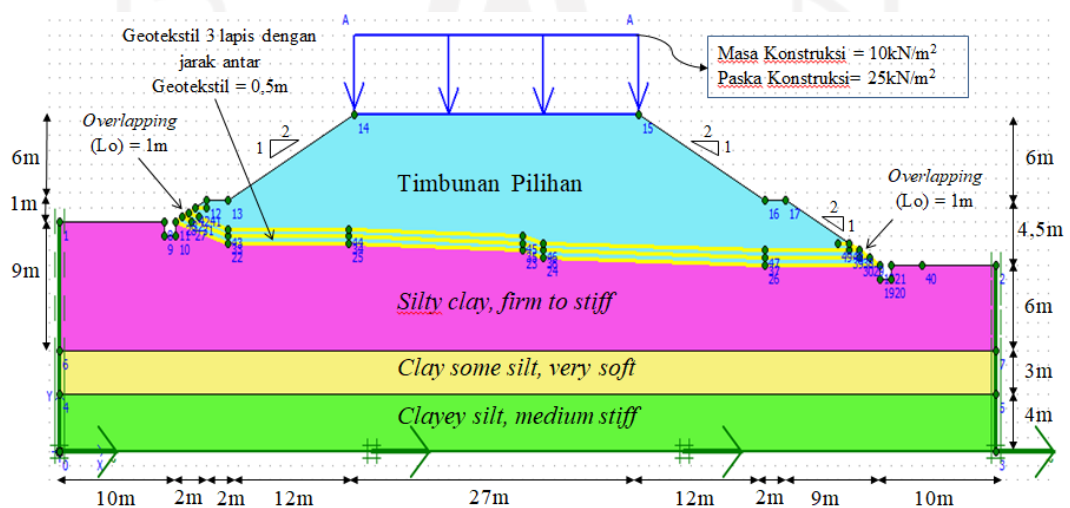 A
A
Geotekstil 3 lapis dengan
jarak antar
Geotekstil = 0,5m
Masa Konstruksi = 10kN/m²
Paska Konstruksi= 25kN/m²
Overlapping
(Lo) = 1m
2
1
14
15
2
1
6m
6m
Timbunan Pilihan
Overlapping
(Lo) = 1m
1m
12
13
16
17
2
1
4,5m
1
9
10
11
22
25
23
24
26
19
20
21
40
2
9m
Silty clay, firm to stiff
6m
6
7
Clay some silt, very soft
3m
Y
4
5
Clayey silt, medium stiff
4m
0
X
3
10m
2m
2m
12m
27m
12m
2m
9m
10m